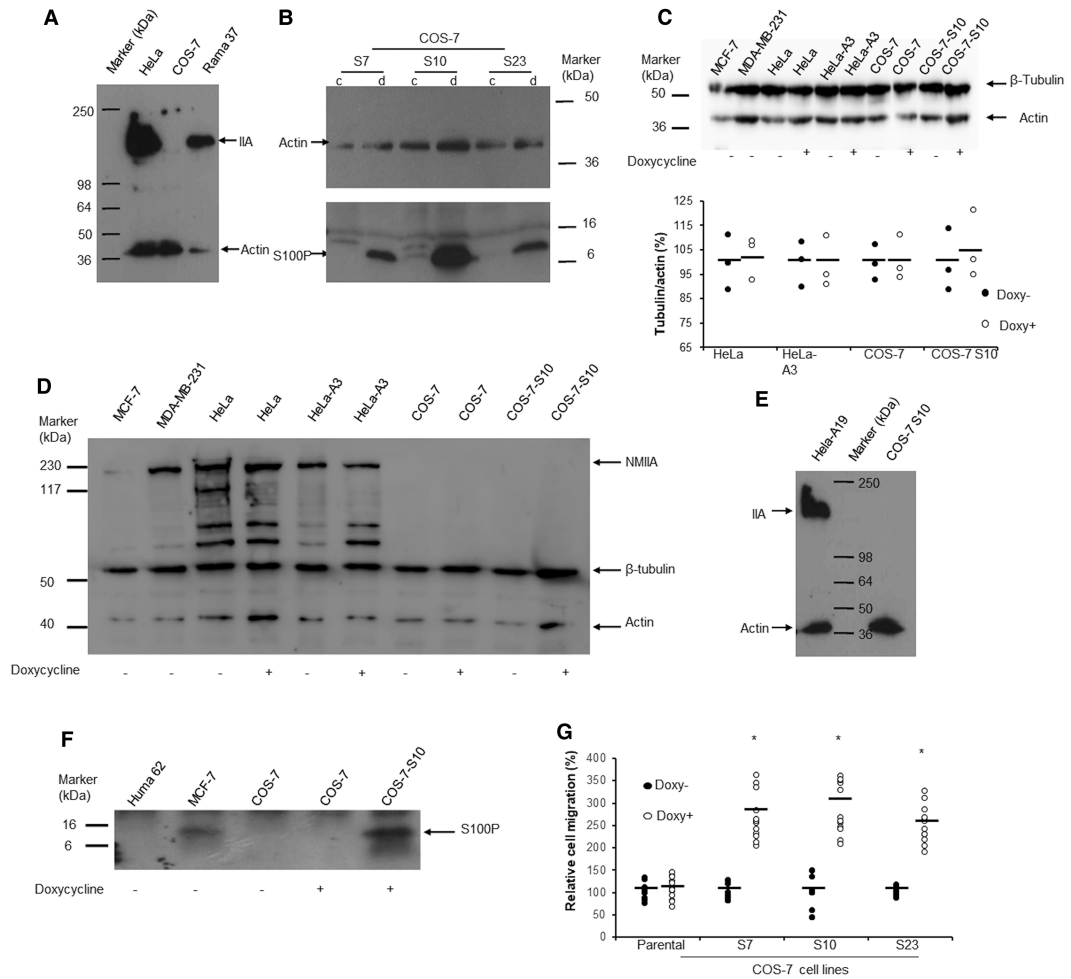 A
Marker (kDa)
HeLa
COS-7
Rama 37
250
98
64
50
36
IIA
Actin
B
COS-7
S7
S10
S23
c
d
c
d
c
d
Marker
(kDa)
50
36
16
6
Actin
S100P
C
MCF-7
MDA-MB-231
HeLa
HeLa
HeLa-A3
HeLa-A3
COS-7
COS-7
COS-7-S10
COS-7-S10
Marker
(kDa)
50
36
β-Tubulin
Actin
Doxycycline
- - - + - + - + - +
Tubulin/actin (%)
125
115
105
95
85
75
65
HeLa
HeLa-
A3
COS-7
COS-7 S10
Doxy-
Doxy+
D
Marker
(kDa)
MCF-7
MDA-MB-231
HeLa
HeLa
HeLa-A3
HeLa-A3
COS-7
COS-7
COS-7-S10
COS-7-S10
230
117
50
40
NMIIA
β-tubulin
Actin
Doxycycline
- - - + - + - + - +
E
Hela-A19
Marker (kDa)
COS-7 S10
250
98
64
50
36
IIA
Actin
F
Marker
(kDa)
Huma 62
MCF-7
COS-7
COS-7
COS-7-S10
16
6
S100P
Doxycycline
- - - + +
G
Relative cell migration (%)
400
350
300
250
200
150
100
50
0
Doxy-
Doxy+
* * *
Parental
S7
S10
S23
COS-7 cell lines